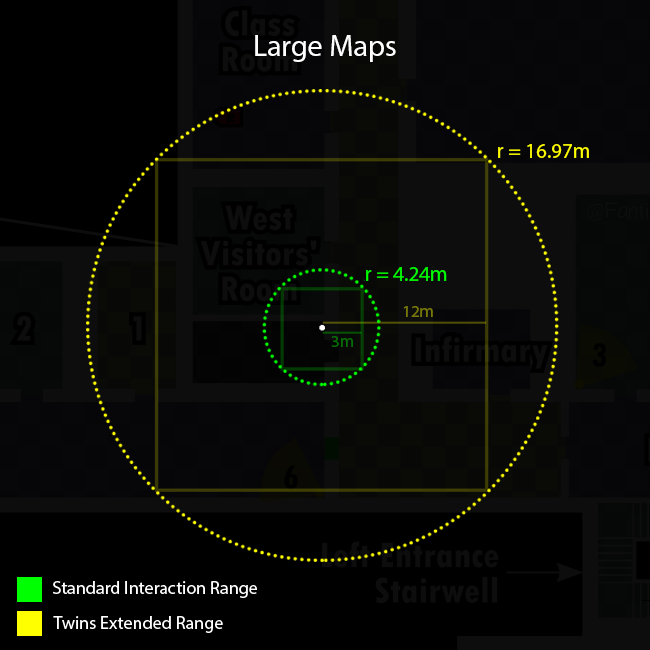 Class
Room
Large Maps
r = 16.97m
West
Visitors'
Room
r = 4.24m
12m
3m
2
1
Infirmary
3
6
Left Entrance
Stairwell
Standard Interaction Range
Twins Extended Range